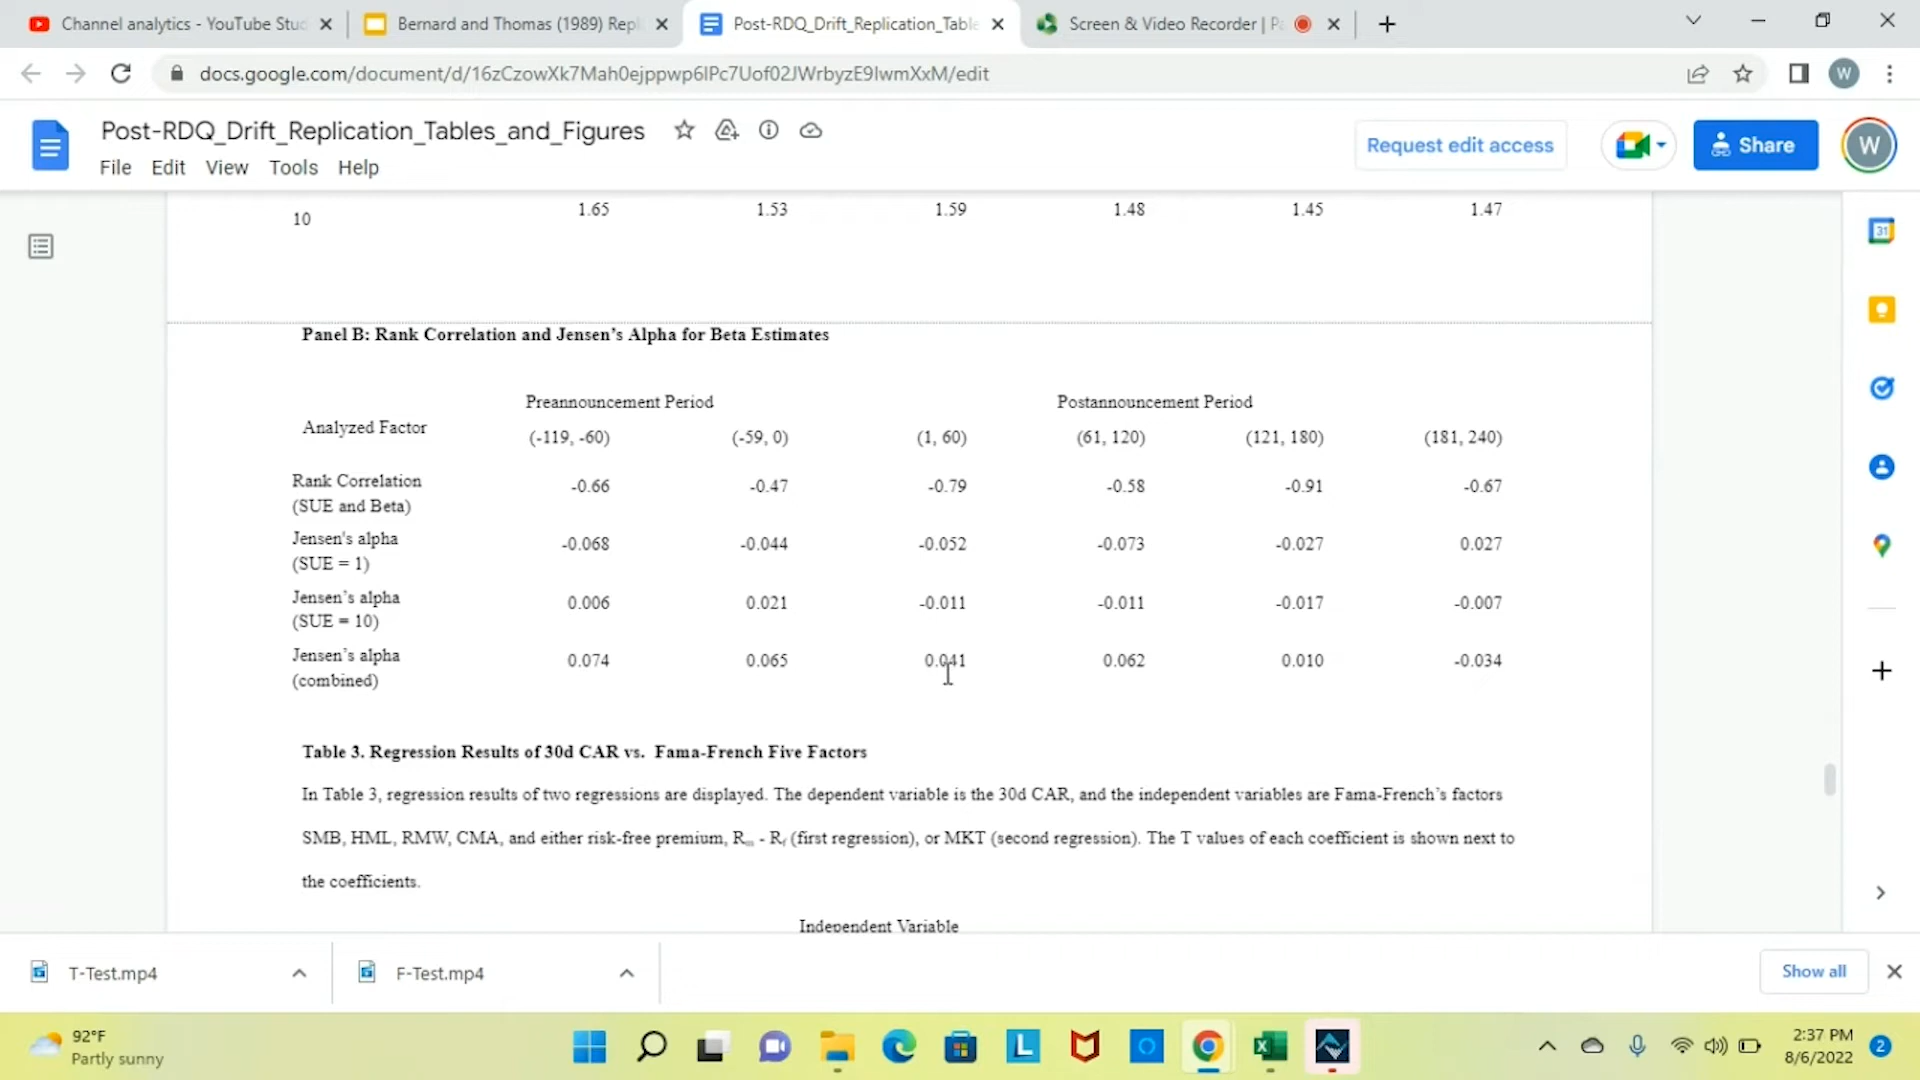 Channel analytics - YouTube Stud
Bernard and Thomas (1989) Repl
Post-RDQ_Drift_Replication_Table
Screen & Video Recorder | Pa
docs.google.com/document/d/16zCzowXk7Mah0ejppwp6lPc7Uof02JWrbyzE9lwmXxM/edit
W
Post-RDQ_Drift_Replication_Tables_and_Figures
Request edit access
Share
W
File Edit View Tools Help
10 1.65 1.53 1.59 1.48 1.45 1.47
31
Panel B: Rank Correlation and Jensen’s Alpha for Beta Estimates
Preannouncement Period Postannouncement Period
Analyzed Factor
(-119, -60) (-59, 0) (1, 60) (61, 120) (121, 180) (181, 240)
Rank Correlation -0.66 -0.47 -0.79 -0.58 -0.91 -0.67
(SUE and Beta)
Jensen's alpha -0.068 -0.044 -0.052 -0.073 -0.027 0.027
(SUE = 1)
Jensen’s alpha 0.006 0.021 -0.011 -0.011 -0.017 -0.007
(SUE = 10)
Jensen’s alpha 0.074 0.065 0.041 0.062 0.010 -0.034
(combined)
Table 3. Regression Results of 30d CAR vs. Fama-French Five Factors
In Table 3, regression results of two regressions are displayed. The dependent variable is the 30d CAR, and the independent variables are Fama-French’s factors
SMB, HML, RMW, CMA, and either risk-free premium, Rm - Rf (first regression), or MKT (second regression). The T values of each coefficient is shown next to
the coefficients.
Independent Variable
T-Test.mp4
F-Test.mp4
Show all
92°F
Partly sunny
L
2:37 PM
8/6/2022
2